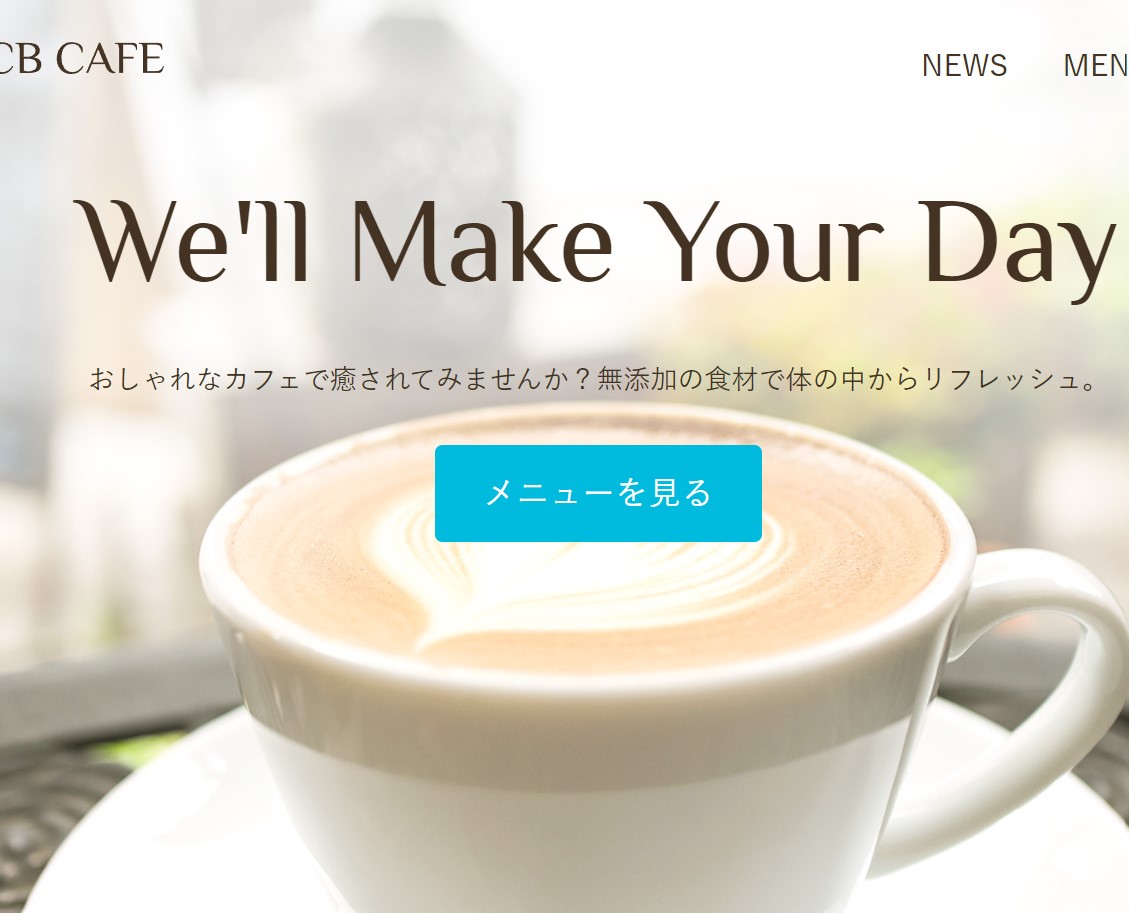 CB CAFE
NEWS
We'll Make Your Day
おしゃれなカフェで癒されてみませんか？無添加の食材で体の中からリフレッシュ。
メニューを見る